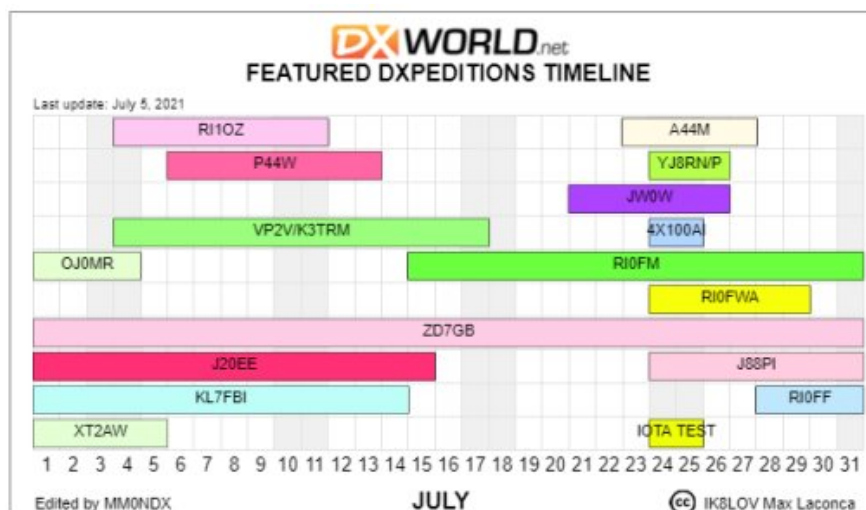 DX WORLD.net
FEATURED DXPEDITIONS TIMELINE
Last update: July 5, 2021
RI1OZ A44M
P44W YJ8RN/P
JW0W
VP2V/K3TRM 4X100AI
OJ0MR RI0FM
RI0FWA
ZD7GB
J20EE J88PI
KL7FBI RI0FF
XT2AW IOTA TEST
1 2 3 4 5 6 7 8 9 10 11 12 13 14 15 16 17 18 19 20 21 22 23 24 25 26 27 28 29 30 31
Edited by MM0NDX JULY cc IK8LOV Max Laconca